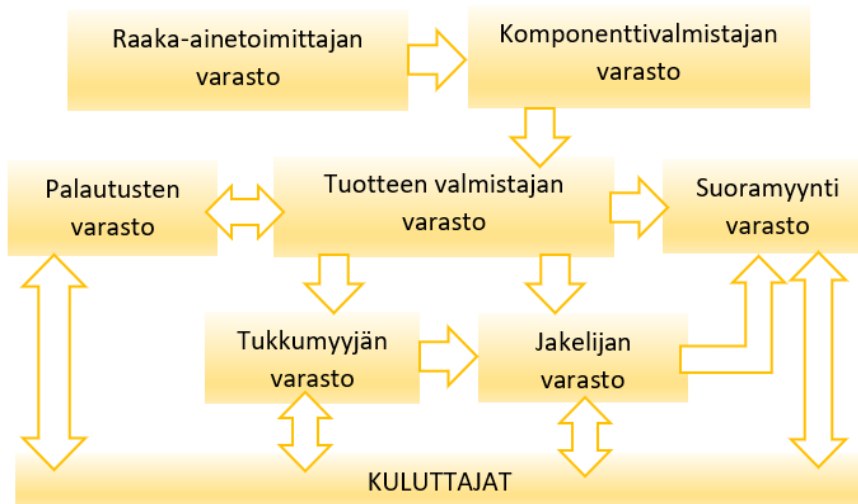 Raaka-ainetoimittajan
varasto
Komponenttivalmistajan
varasto
Palautusten
varasto
Tuotteen valmistajan
varasto
Suoramyynti
varasto
Tukkumyyjän
varasto
Jakelijan
varasto
KULUTTAJAT